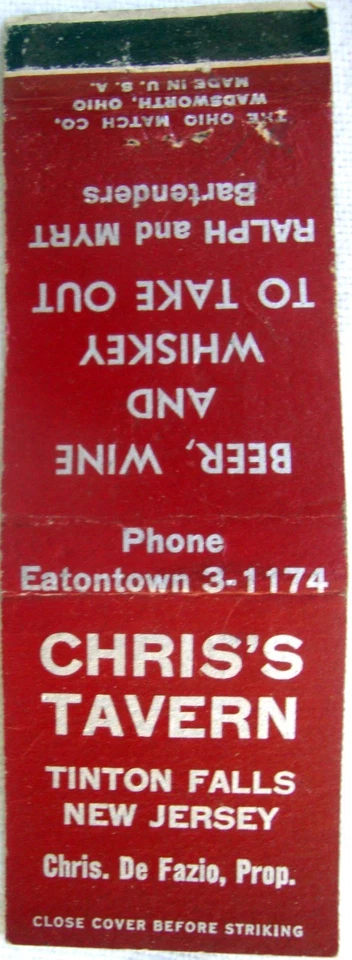 THE OHIO MATCH CO.
WADSWORTH, OHIO
MADE IN U. S. A.
BEER, WINE
AND
WHISKEY
TO TAKE OUT
RALPH and MYRT
Bartenders
Phone
Eatontown 3-1174
CHRIS'S
TAVERN
TINTON FALLS
NEW JERSEY
Chris. De Fazio, Prop.
CLOSE COVER BEFORE STRIKING